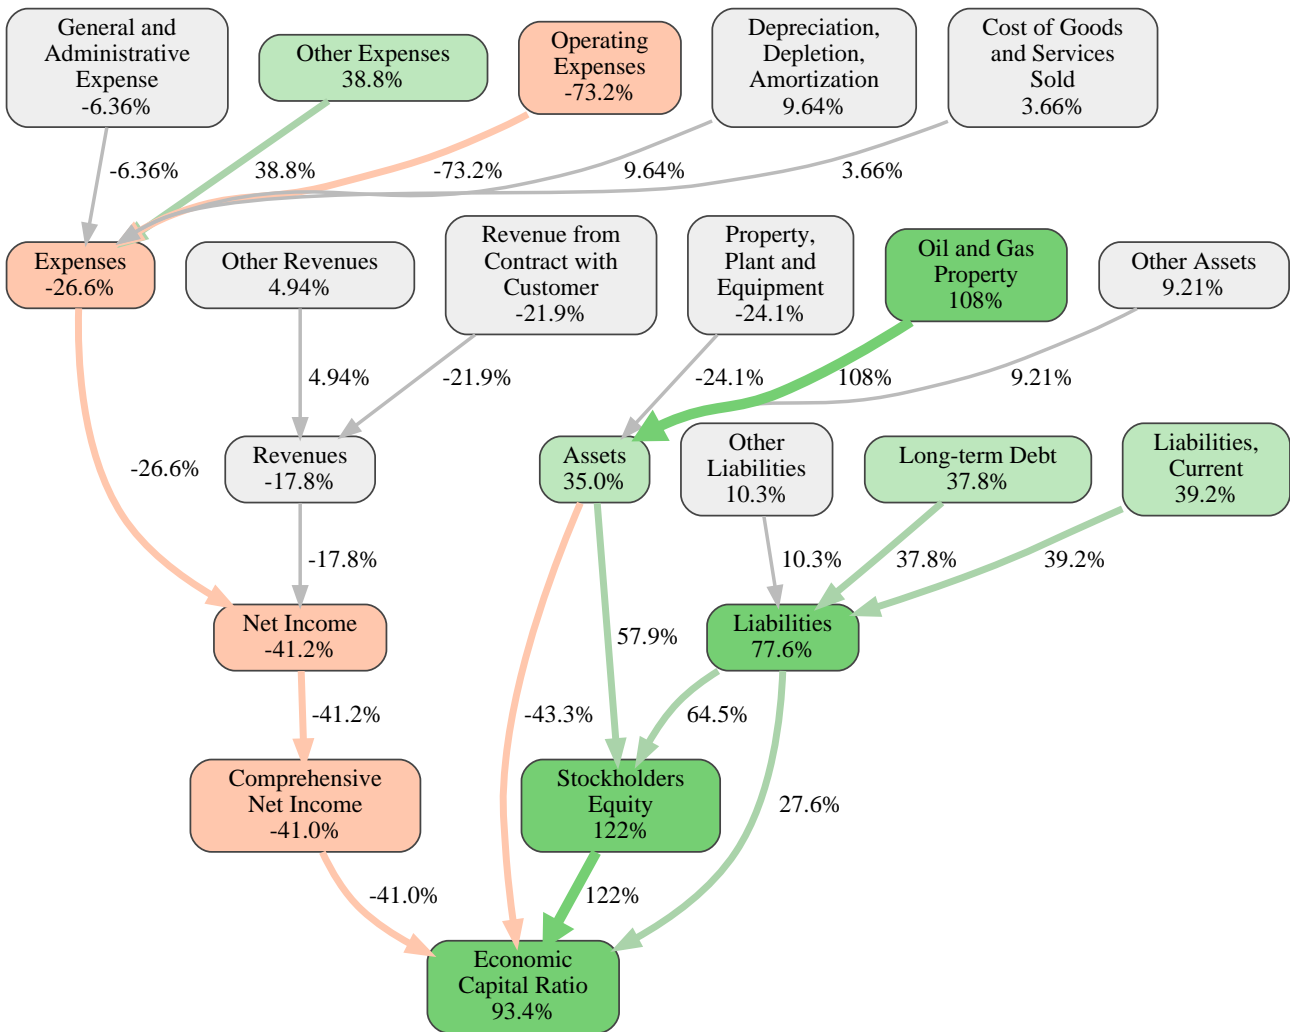 General and
Administrative
Expense
-6.36%
Other Expenses
38.8%
Operating
Expenses
-73.2%
Depreciation,
Depletion,
Amortization
9.64%
Cost of Goods
and Services
Sold
3.66%
-6.36%
38.8%
-73.2%
9.64%
3.66%
Expenses
-26.6%
Other Revenues
4.94%
Revenue from
Contract with
Customer
-21.9%
Property,
Plant and
Equipment
-24.1%
Oil and Gas
Property
108%
Other Assets
9.21%
4.94%
-21.9%
-24.1%
108%
9.21%
-26.6%
Revenues
-17.8%
Assets
35.0%
Other
Liabilities
10.3%
Long-term Debt
37.8%
Liabilities,
Current
39.2%
-17.8%
10.3%
37.8%
39.2%
Net Income
-41.2%
57.9%
Liabilities
77.6%
-41.2%
-43.3%
64.5%
Comprehensive
Net Income
-41.0%
Stockholders
Equity
122%
27.6%
-41.0%
122%
Economic
Capital Ratio
93.4%